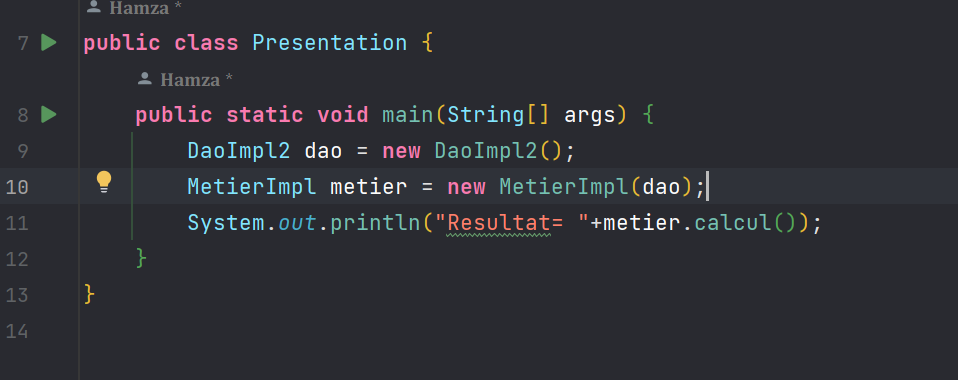 Hamza *
7 public class Presentation {
Hamza *
8 public static void main(String[] args) {
9 DaoImpl2 dao = new DaoImpl2();
10 MetierImpl metier = new MetierImpl(dao);
11 System.out.println("Resultat= "+metier.calcul());
12 }
13 }
14